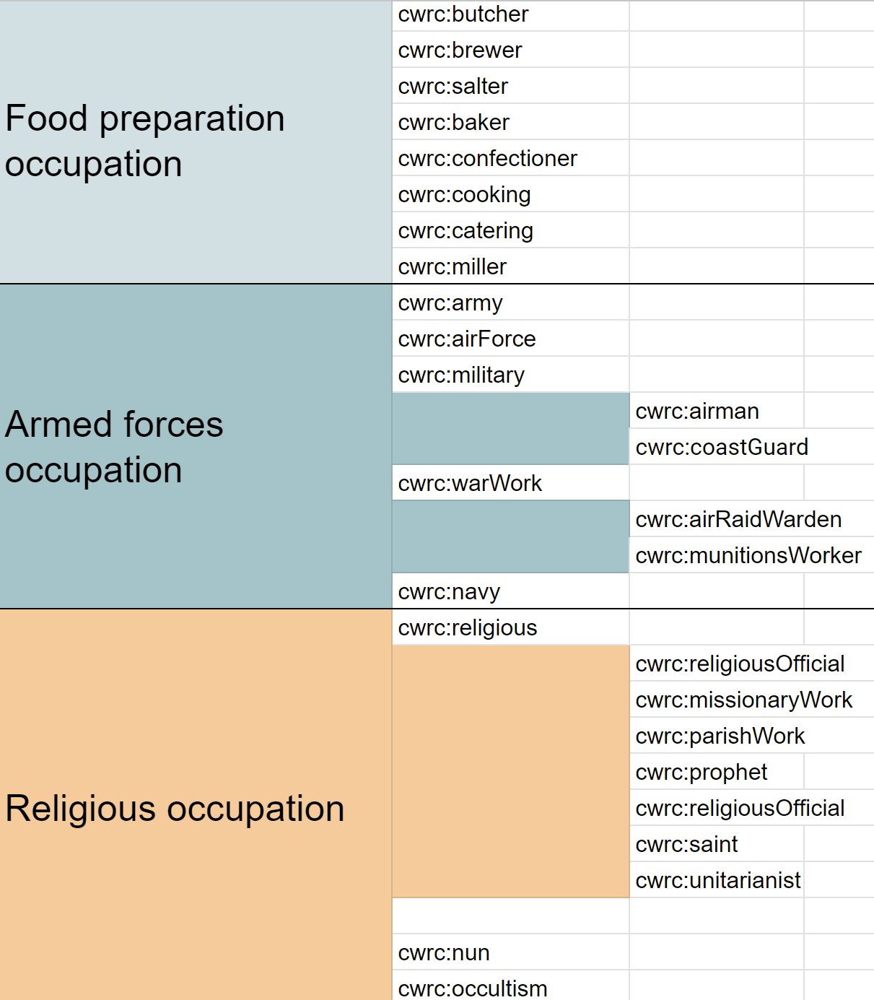 Food preparation
occupation
cwrc:butcher
cwrc:brewer
cwrc:salter
cwrc:baker
cwrc:confectioner
cwrc:cooking
cwrc:catering
cwrc:miller
Armed forces
occupation
cwrc:army
cwrc:airForce
cwrc:military
cwrc:airman
cwrc:coastGuard
cwrc:warWork
cwrc:airRaidWarden
cwrc:munitionsWorker
cwrc:navy
Religious occupation
cwrc:religious
cwrc:religiousOfficial
cwrc:missionaryWork
cwrc:parishWork
cwrc:prophet
cwrc:religiousOfficial
cwrc:saint
cwrc:unitarianist
cwrc:nun
cwrc:occultism